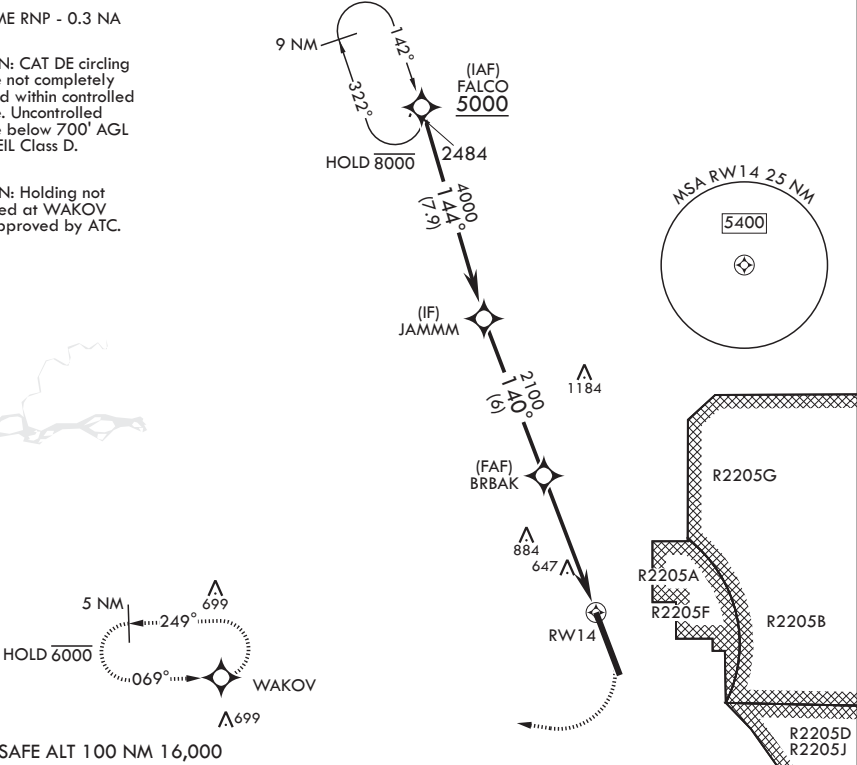 ME RNP - 0.3 NA
N: CAT DE circling
not completely
d within controlled
Uncontrolled
below 700' AGL
EIL Class D.
N: Holding not
ed at WAKOV
pproved by ATC.
9 NM
142°
322°
(IAF)
FALCO
5000
HOLD 8000
2484
4000
144°
(7.9)
(IF)
JAMMM
2100
140°
(6)
1184
(FAF)
BRBAK
884
647
RW14
MSA RW14 25 NM
5400
R2205G
R2205A
R2205F
R2205B
R2205D
R2205J
5 NM
249°
699
HOLD 6000
069°
WAKOV
699
SAFE ALT 100 NM 16,000